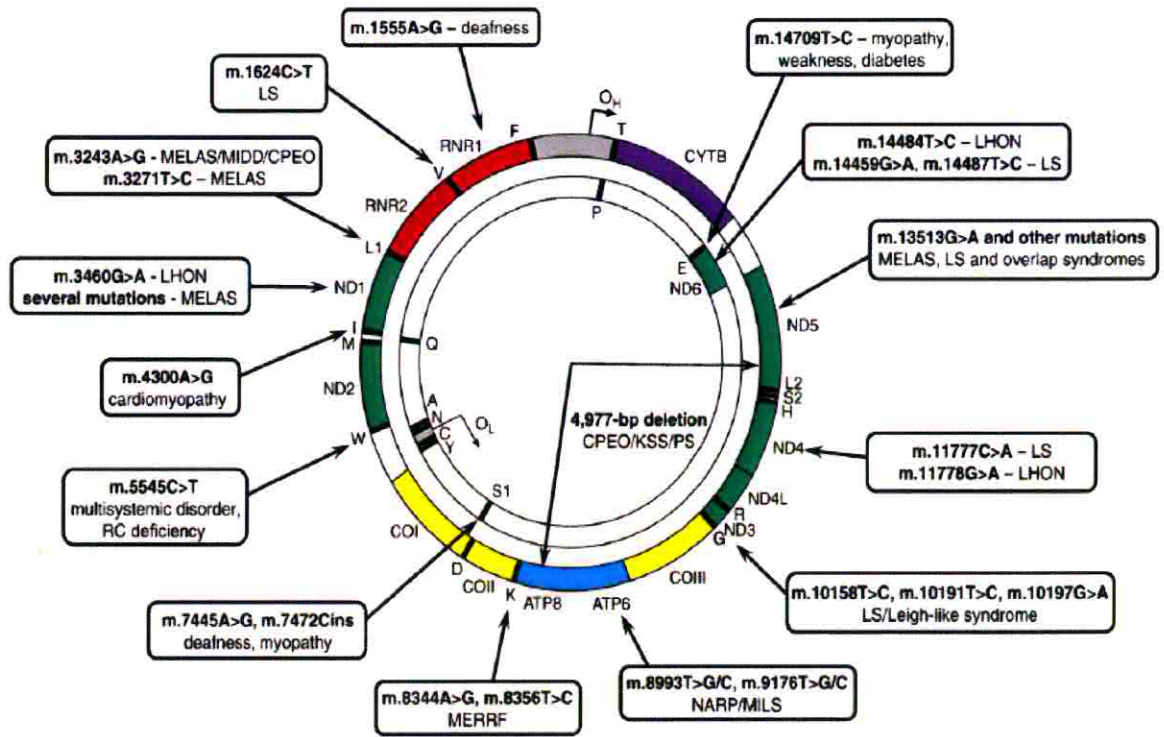 m.1555A>G – deafness
m.14709T>C – myopathy,
weakness, diabetes
m.1624C>T
LS
O_H
F
T
RNR1
CYTB
m.3243A>G - MELAS/MIDD/CPEO
m.3271T>C – MELAS
m.14484T>C – LHON
m.14459G>A, m.14487T>C – LS
V
P
RNR2
L1
E
ND6
m.13513G>A and other mutations
MELAS, LS and overlap syndromes
m.3460G>A - LHON
several mutations - MELAS
ND1
ND5
I
M
Q
m.4300A>G
cardiomyopathy
ND2
L2
S2
H
A
N
C
Y
O_L
4,977-bp deletion
CPEO/KSS/PS
W
ND4
m.11777C>A – LS
m.11778G>A – LHON
m.5545C>T
multisystemic disorder,
RC deficiency
S1
ND4L
R
ND3
G
COI
D
COII
K
ATP8
ATP6
COIII
m.10158T>C, m.10191T>C, m.10197G>A
LS/Leigh-like syndrome
m.7445A>G, m.7472Cins
deafness, myopathy
m.8344A>G, m.8356T>C
MERRF
m.8993T>G/C, m.9176T>G/C
NARP/MILS